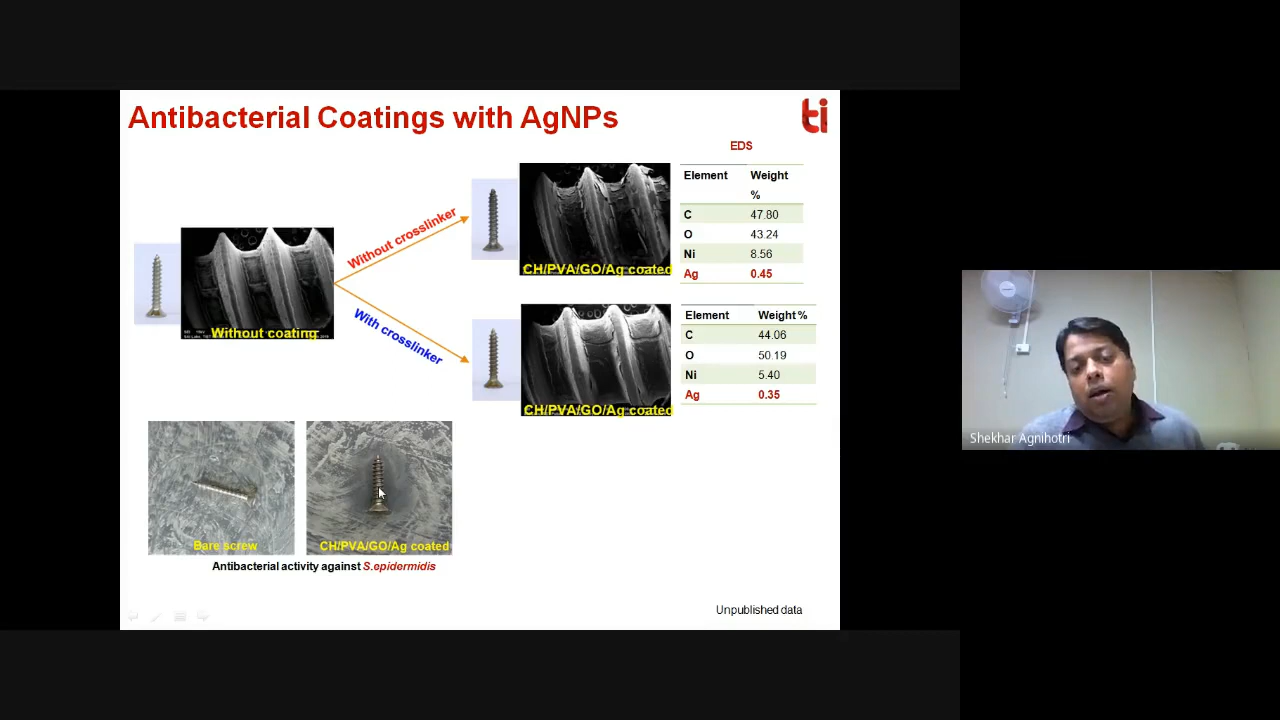 Antibacterial Coatings with AgNPs
ti
EDS
Element Weight %
C 47.80
O 43.24
Ni 8.56
Ag 0.45
Without crosslinker
CH/PVA/GO/Ag coated
Without coating
With crosslinker
Element Weight %
C 44.06
O 50.19
Ni 5.40
Ag 0.35
CH/PVA/GO/Ag coated
Shekhar Agnihotri
Bare screw
CH/PVA/GO/Ag coated
Antibacterial activity against S.epidermidis
Unpublished data